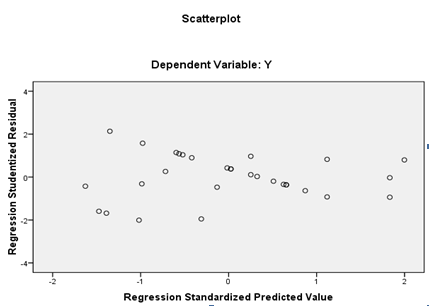 Scatterplot
Dependent Variable: Y
Regression Studentized Residual
4
2
0
-2
-4
-2
-1
0
1
2
Regression Standardized Predicted Value